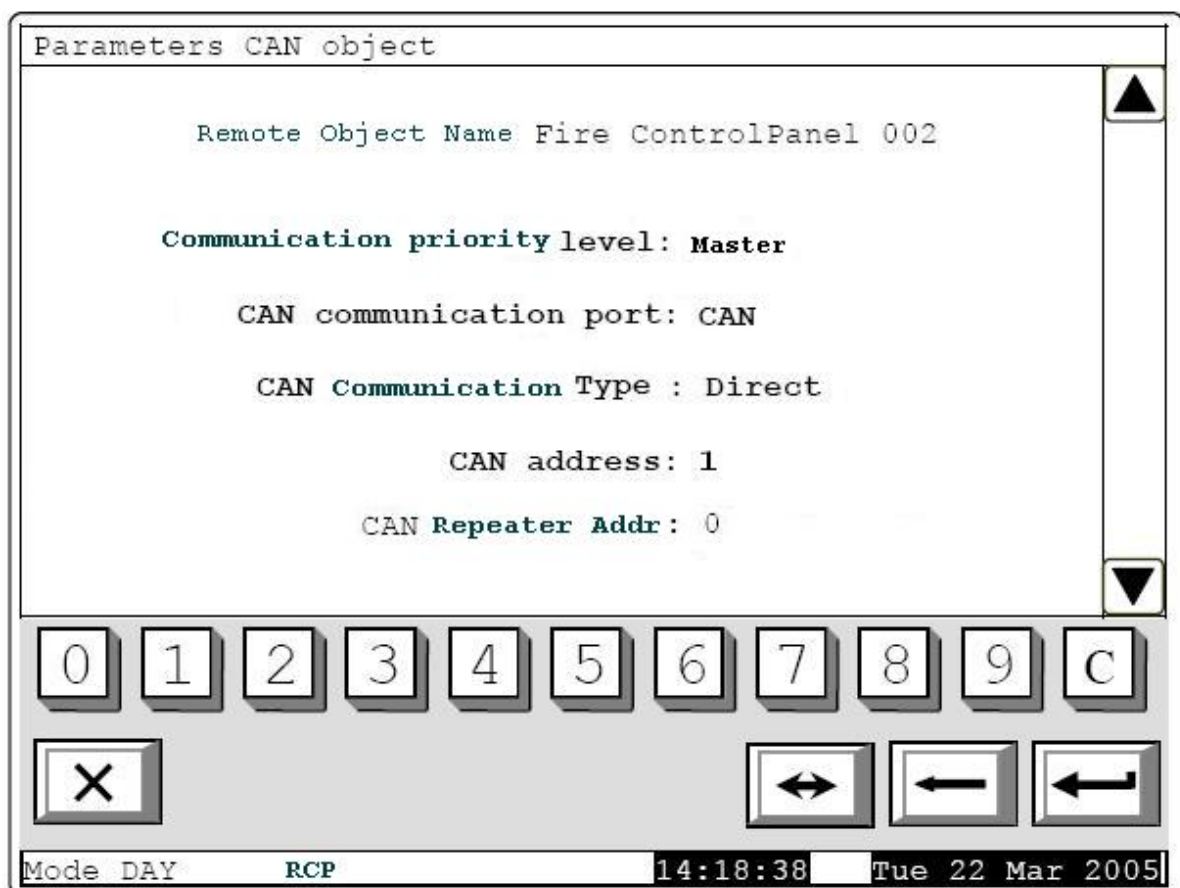 Parameters CAN object
Remote Object Name Fire ControlPanel 002
Communication priority level: Master
CAN communication port: CAN
CAN Communication Type : Direct
CAN address: 1
CAN Repeater Addr: 0
0 1 2 3 4 5 6 7 8 9 C
Mode DAY RCP 14:18:38 Tue 22 Mar 2005